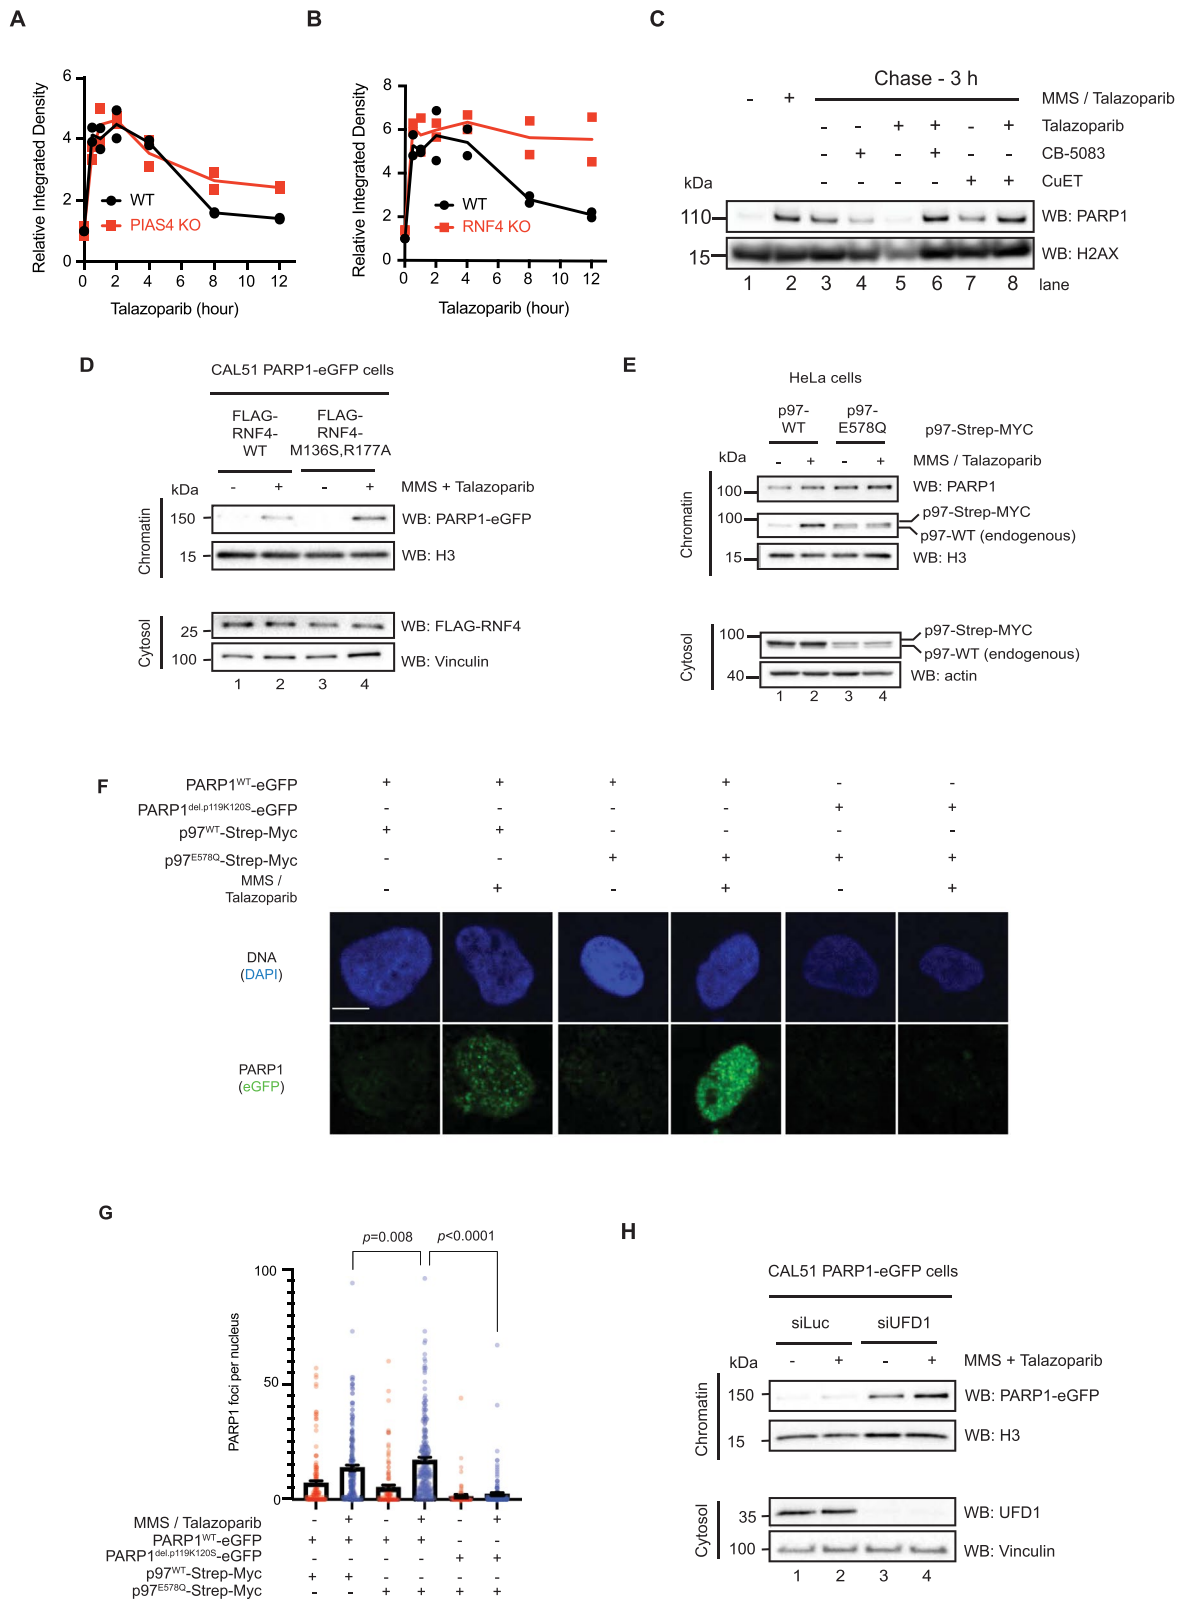 A
Relative Integrated Density
6
4
2
0
WT
PIAS4 KO
0 2 4 6 8 10 12
Talazoparib (hour)
B
Relative Integrated Density
8
6
4
2
0
WT
RNF4 KO
0 2 4 6 8 10 12
Talazoparib (hour)
C
Chase - 3 h
- + MMS / Talazoparib
- - + + - + Talazoparib
- + - + CB-5083
- - - - + + CuET
kDa
110 WB: PARP1
15 WB: H2AX
1 2 3 4 5 6 7 8 lane
D
CAL51 PARP1-eGFP cells
FLAG- FLAG-
RNF4- RNF4-
WT M136S,R177A
kDa - + - + MMS + Talazoparib
Chromatin
150 WB: PARP1-eGFP
15 WB: H3
Cytosol
25 WB: FLAG-RNF4
100 WB: Vinculin
1 2 3 4
E
HeLa cells
p97- p97-
WT E578Q p97-Strep-MYC
kDa - + - + MMS / Talazoparib
Chromatin
100 WB: PARP1
100 p97-Strep-MYC
p97-WT (endogenous)
15 WB: H3
Cytosol
100 p97-Strep-MYC
p97-WT (endogenous)
40 WB: actin
1 2 3 4
F
PARP1WT-eGFP + + + + - -
PARP1del.p119K120S-eGFP - - - - + +
p97WT-Strep-Myc + + - - - -
p97E578Q-Strep-Myc - - + + + +
MMS /
Talazoparib - + - + - +
DNA
(DAPI)
PARP1
(eGFP)
G
p=0.008 p<0.0001
PARP1 foci per nucleus
100
50
0
MMS / Talazoparib - + - + - +
PARP1WT-eGFP + + + + - -
PARP1del.p119K120S-eGFP - - - - + +
p97WT-Strep-Myc + + - - - -
p97E578Q-Strep-Myc - - + + + +
H
CAL51 PARP1-eGFP cells
siLuc siUFD1
kDa - + - + MMS + Talazoparib
Chromatin
150 WB: PARP1-eGFP
15 WB: H3
Cytosol
35 WB: UFD1
100 WB: Vinculin
1 2 3 4